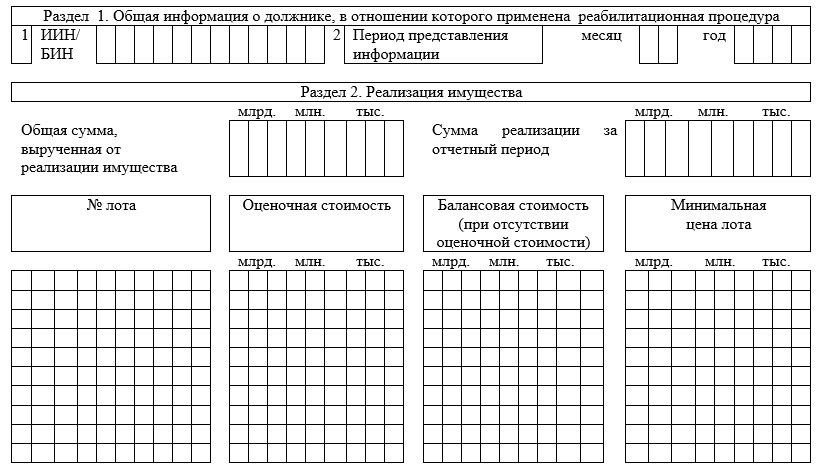 Раздел 1. Общая информация о должнике, в отношении которого применена реабилитационная процедура
1 ИИН/ 2 Период представления месяц год
БИН информации
Раздел 2. Реализация имущества
млрд. млн. тыс. млрд. млн. тыс.
Общая сумма, Сумма реализации за
вырученная от отчетный период
реализации имущества
№ лота Оценочная стоимость Балансовая стоимость Минимальная
(при отсутствии цена лота
оценочной стоимости)
млрд. млн. тыс. млрд. млн. тыс. млрд. млн. тыс.